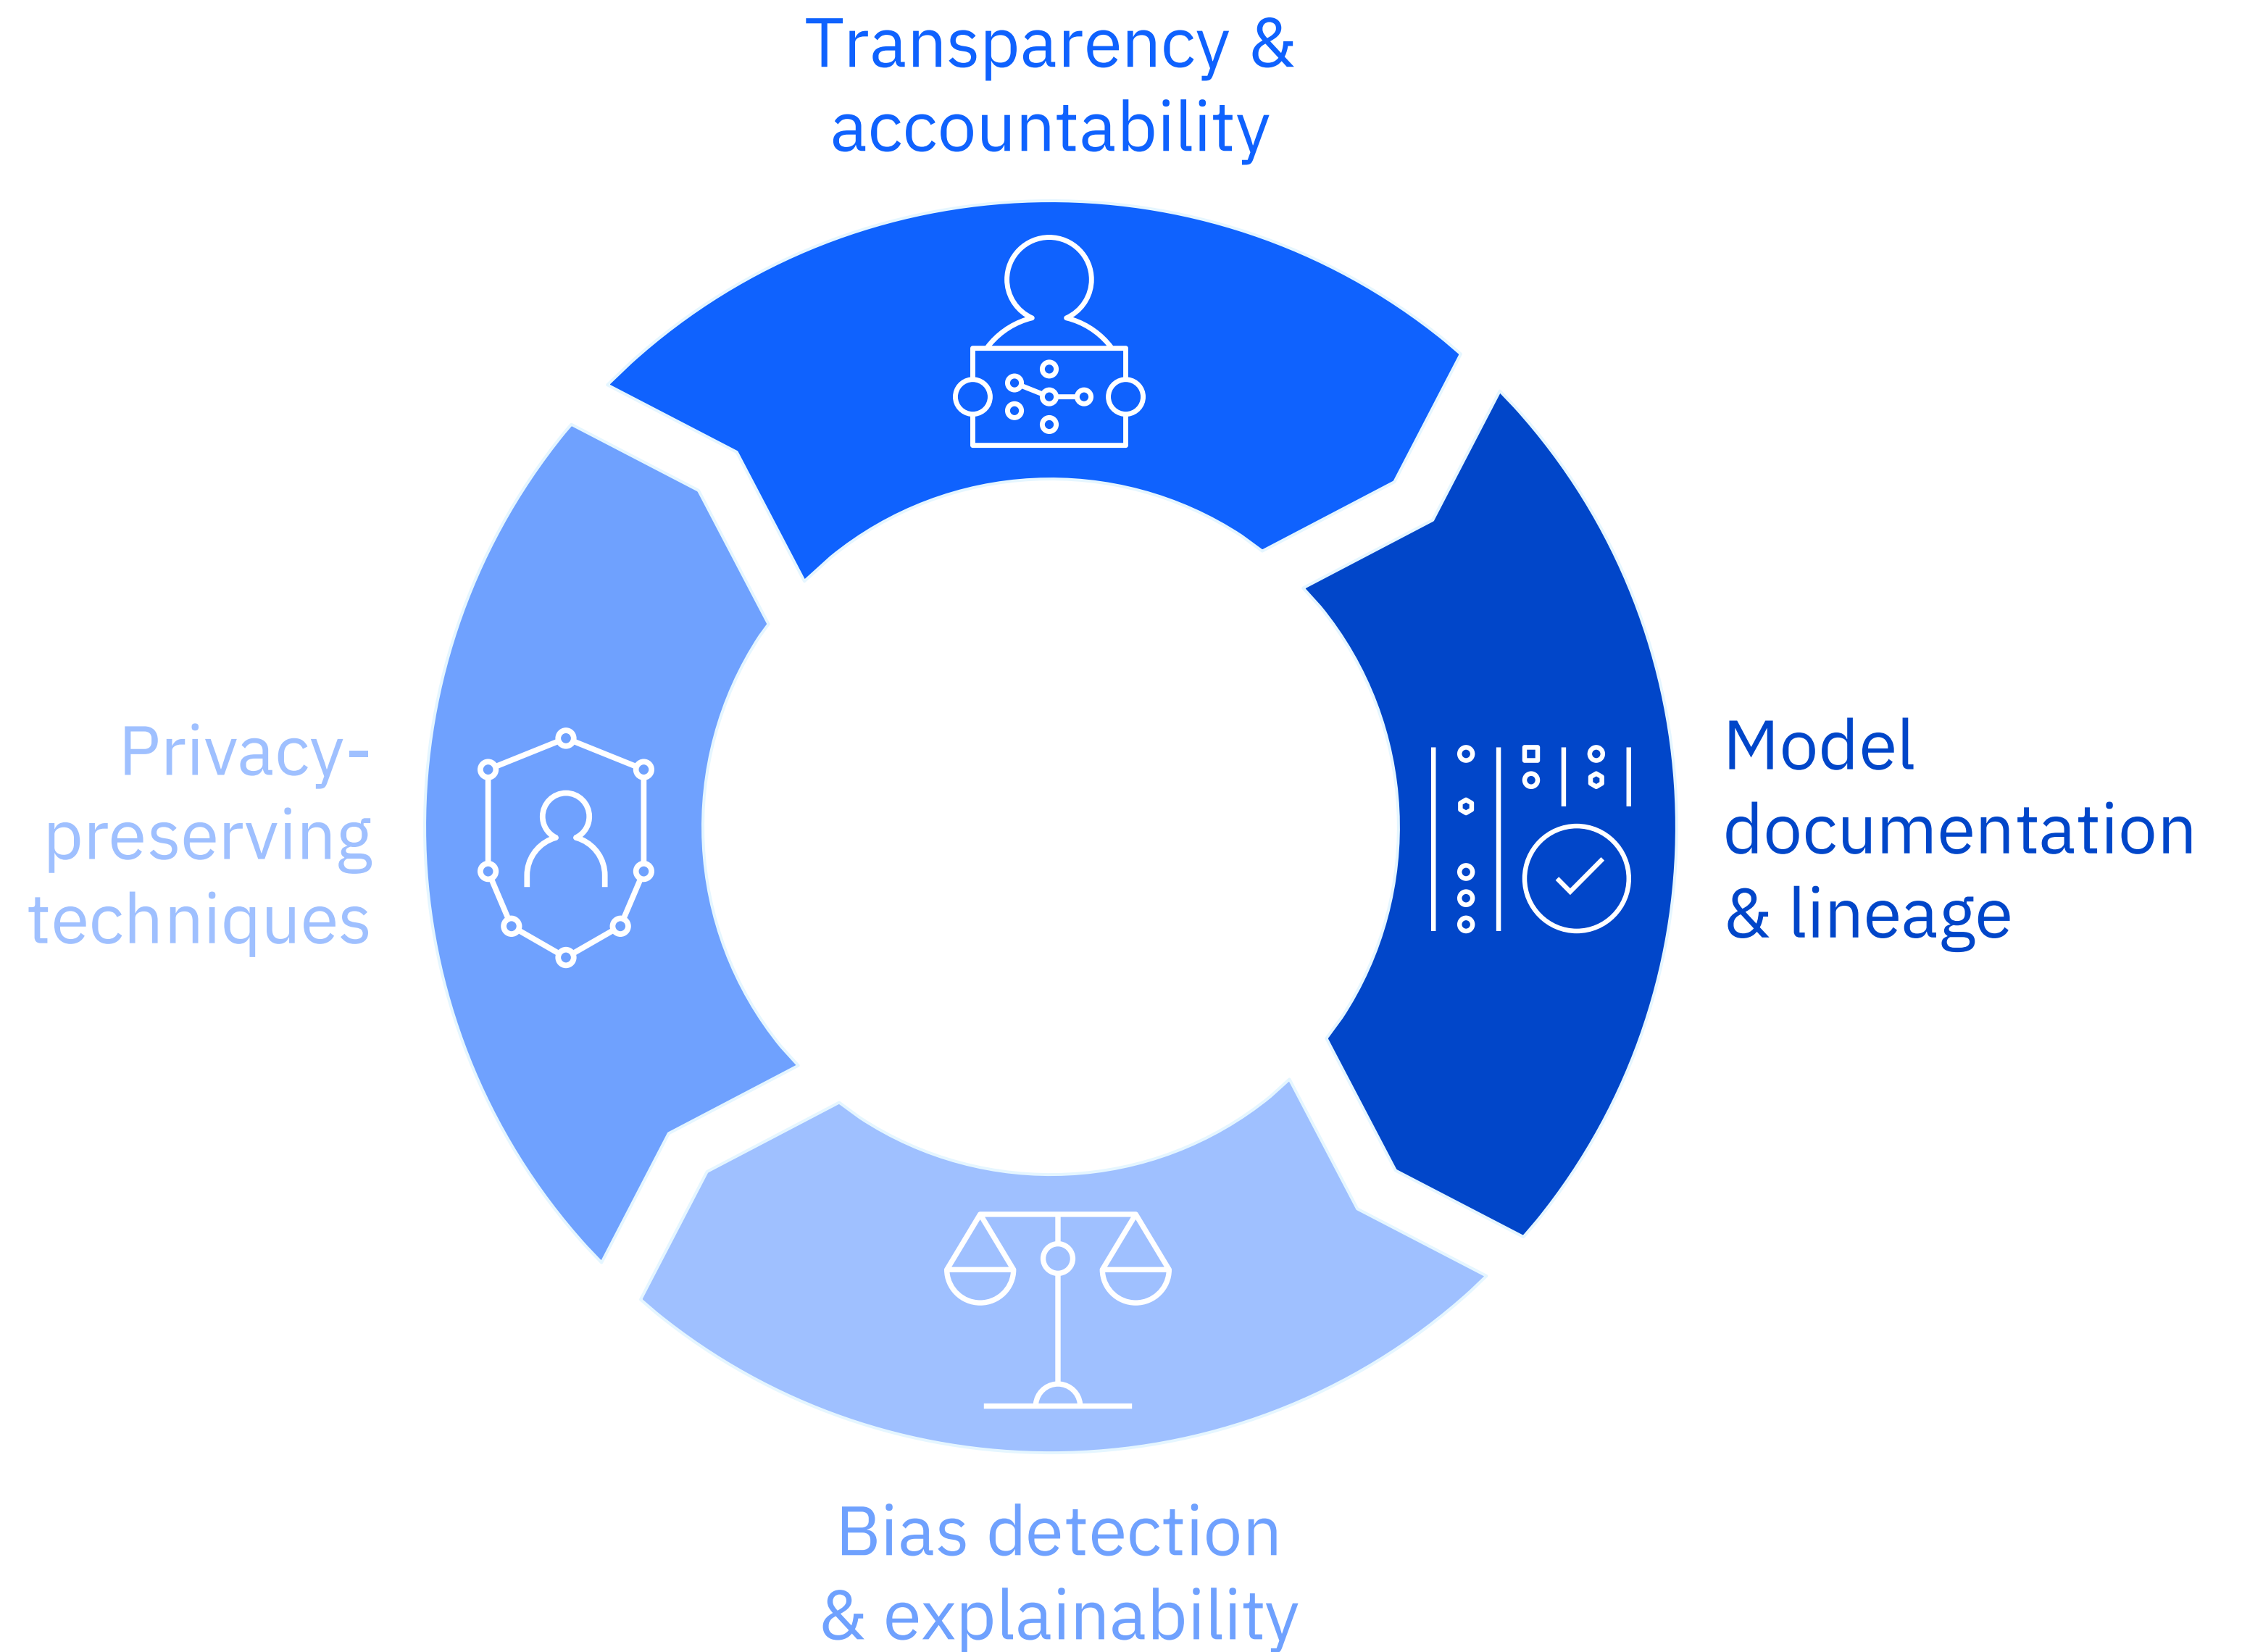 Transparency &
accountability
Privacy-
preserving
techniques
Model
documentation
& lineage
Bias detection
& explainability